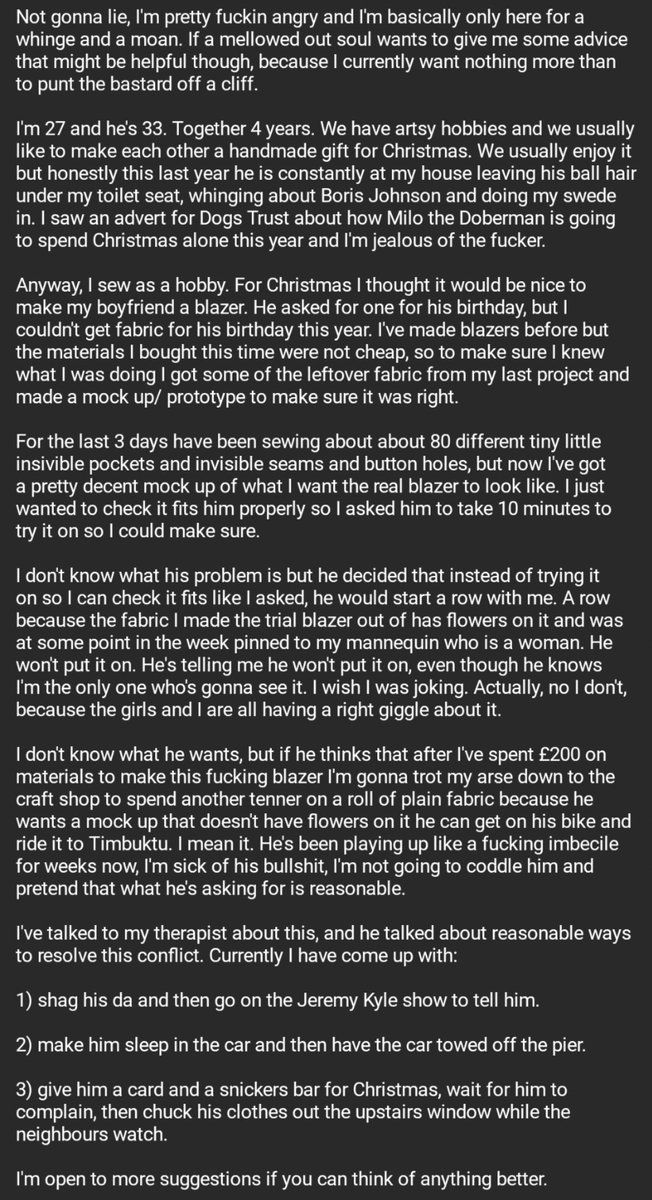 Not gonna lie, I'm pretty fuckin angry and I'm basically only here for a
whinge and a moan. If a mellowed out soul wants to give me some advice
that might be helpful though, because I currently want nothing more than
to punt the bastard off a cliff.
I'm 27 and he's 33. Together 4 years. We have artsy hobbies and we usually
like to make each other a handmade gift for Christmas. We usually enjoy it
but honestly this last year he is constantly at my house leaving his ball hair
under my toilet seat, whinging about Boris Johnson and doing my swede
in. I saw an advert for Dogs Trust about how Milo the Doberman is going
to spend Christmas alone this year and I'm jealous of the fucker.
Anyway, I sew as a hobby. For Christmas I thought it would be nice to
make my boyfriend a blazer. He asked for one for his birthday, but I
couldn't get fabric for his birthday this year. I've made blazers before but
the materials I bought this time were not cheap, so to make sure I knew
what I was doing I got some of the leftover fabric from my last project and
made a mock up/ prototype to make sure it was right.
For the last 3 days have been sewing about about 80 different tiny little
insivible pockets and invisible seams and button holes, but now I've got
a pretty decent mock up of what I want the real blazer to look like. I just
wanted to check it fits him properly so I asked him to take 10 minutes to
try it on so I could make sure.
I don't know what his problem is but he decided that instead of trying it
on so I can check it fits like I asked, he would start a row with me. A row
because the fabric I made the trial blazer out of has flowers on it and was
at some point in the week pinned to my mannequin who is a woman. He
won't put it on. He's telling me he won't put it on, even though he knows
I'm the only one who's gonna see it. I wish I was joking. Actually, no I don't,
because the girls and I are all having a right giggle about it.
I don't know what he wants, but if he thinks that after I've spent £200 on
materials to make this fucking blazer I'm gonna trot my arse down to the
craft shop to spend another tenner on a roll of plain fabric because he
wants a mock up that doesn't have flowers on it he can get on his bike and
ride it to Timbuktu. I mean it. He's been playing up like a fucking imbecile
for weeks now, I'm sick of his bullshit, I'm not going to coddle him and
pretend that what he's asking for is reasonable.
I've talked to my therapist about this, and he talked about reasonable ways
to resolve this conflict. Currently I have come up with:
1) shag his da and then go on the Jeremy Kyle show to tell him.
2) make him sleep in the car and then have the car towed off the pier.
3) give him a card and a snickers bar for Christmas, wait for him to
complain, then chuck his clothes out the upstairs window while the
neighbours watch.
I'm open to more suggestions if you can think of anything better.